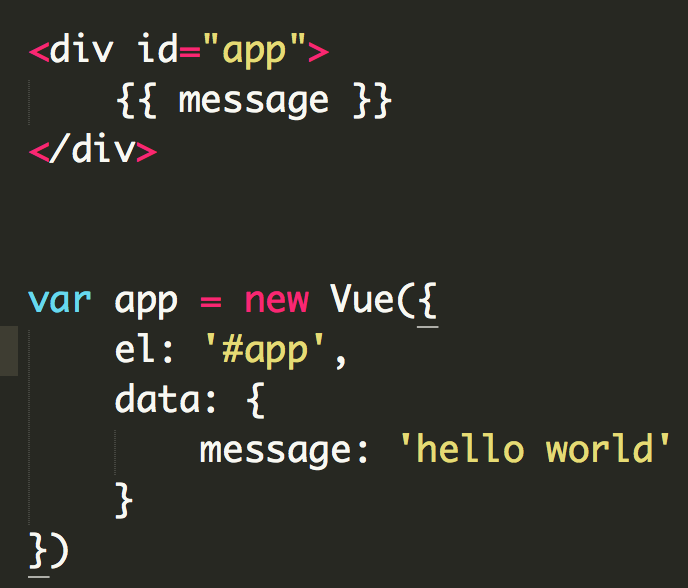 <div id="app">
    {{ message }}
</div>
var app = new Vue({
    el: '#app',
    data: {
        message: 'hello world'
    }
})